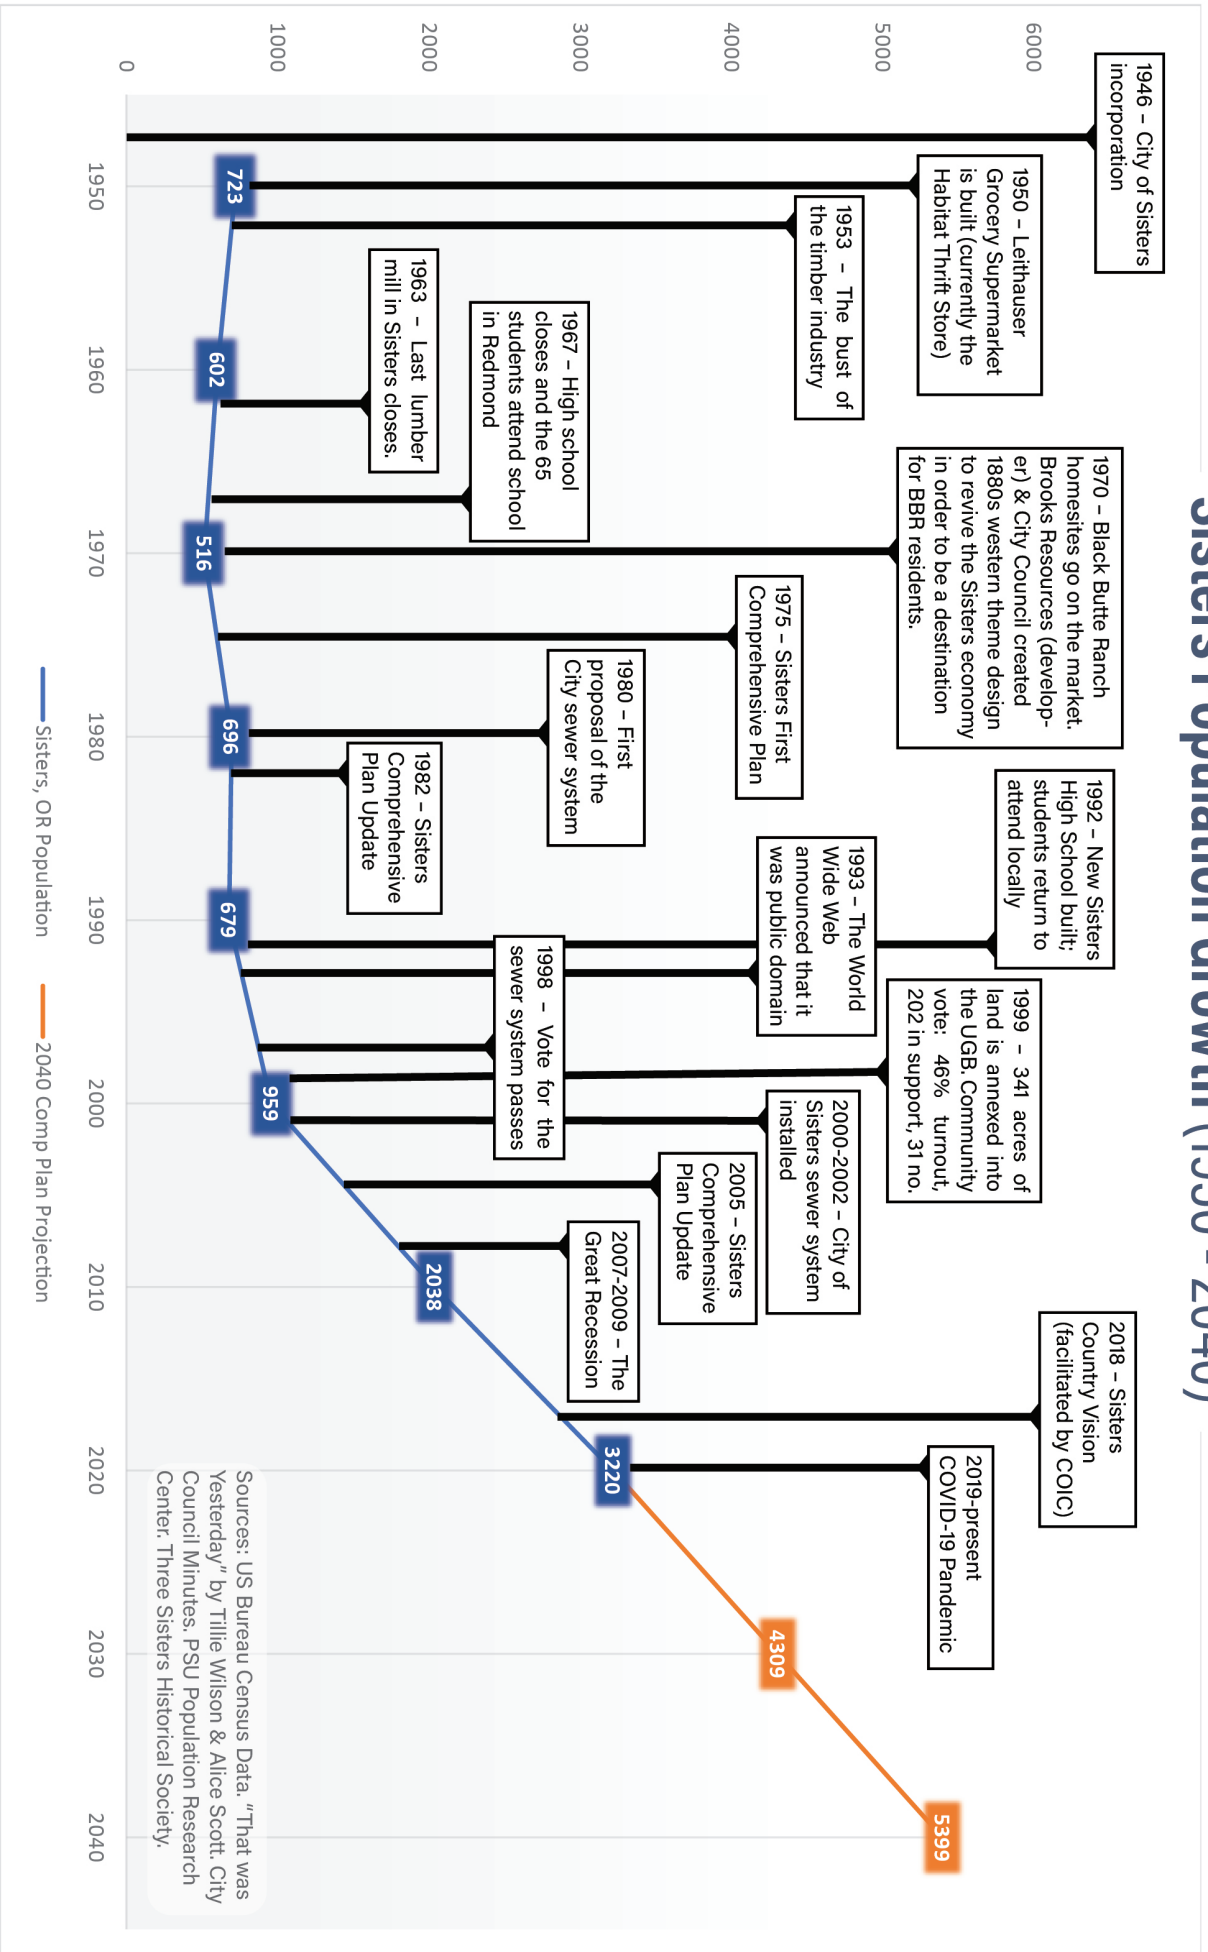 Sisters Population Growth (1950 - 2040)
6000
5000
4000
3000
2000
1000
0
1946 – City of Sisters
incorporation
1950 – Leithauser
Grocery Supermarket
is built (currently the
Habitat Thrift Store)
1953 – The bust of
the timber industry
1963 – Last lumber
mill in Sisters closes.
1967 – High school
closes and the 65
students attend school
in Redmond
1970 – Black Butte Ranch
homesites go on the market.
Brooks Resources (develop-
er) & City Council created
1880s western theme design
to revive the Sisters economy
in order to be a destination
for BBR residents.
1975 – Sisters First
Comprehensive Plan
1980 – First
proposal of the
City sewer system
1982 – Sisters
Comprehensive
Plan Update
1992 – New Sisters
High School built;
students return to
attend locally
1993 – The World
Wide Web
announced that it
was public domain
1998 – Vote for the
sewer system passes
1999 – 341 acres of
land is annexed into
the UGB. Community
vote: 46% turnout,
202 in support, 31 no.
2000-2002 – City of
Sisters sewer system
installed
2005 – Sisters
Comprehensive
Plan Update
2007-2009 – The
Great Recession
2018 – Sisters
Country Vision
(facilitated by COIC)
2019-present
COVID-19 Pandemic
723
602
516
696
679
959
2038
3220
4309
5399
Sources: US Bureau Census Data. "That was
Yesterday" by Tillie Wilson & Alice Scott. City
Council Minutes. PSU Population Research
Center. Three Sisters Historical Society.
1950
1960
1970
1980
1990
2000
2010
2020
2030
2040
Sisters, OR Population
2040 Comp Plan Projection